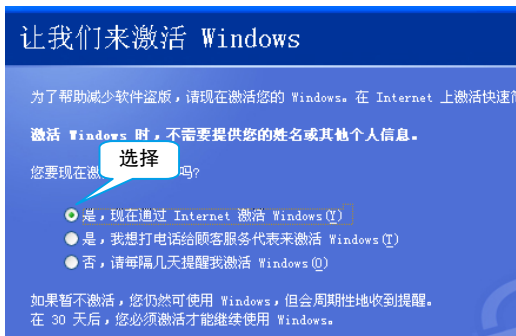 让我们来激活 Windows
为了帮助减少软件盗版，请现在激活您的 Windows。在 Internet 上激活快速
激活 Windows 时，不需要提供您的姓名或其他个人信息。
选择
您要现在激 吗?
是，现在通过 Internet 激活 Windows(Y)
是，我想打电话给顾客服务代表来激活 Windows(T)
否，请每隔几天提醒我激活 Windows(O)
如果暂不激活，您仍然可使用 Windows，但会周期性地收到提醒。
在 30 天后，您必须激活才能继续使用 Windows。